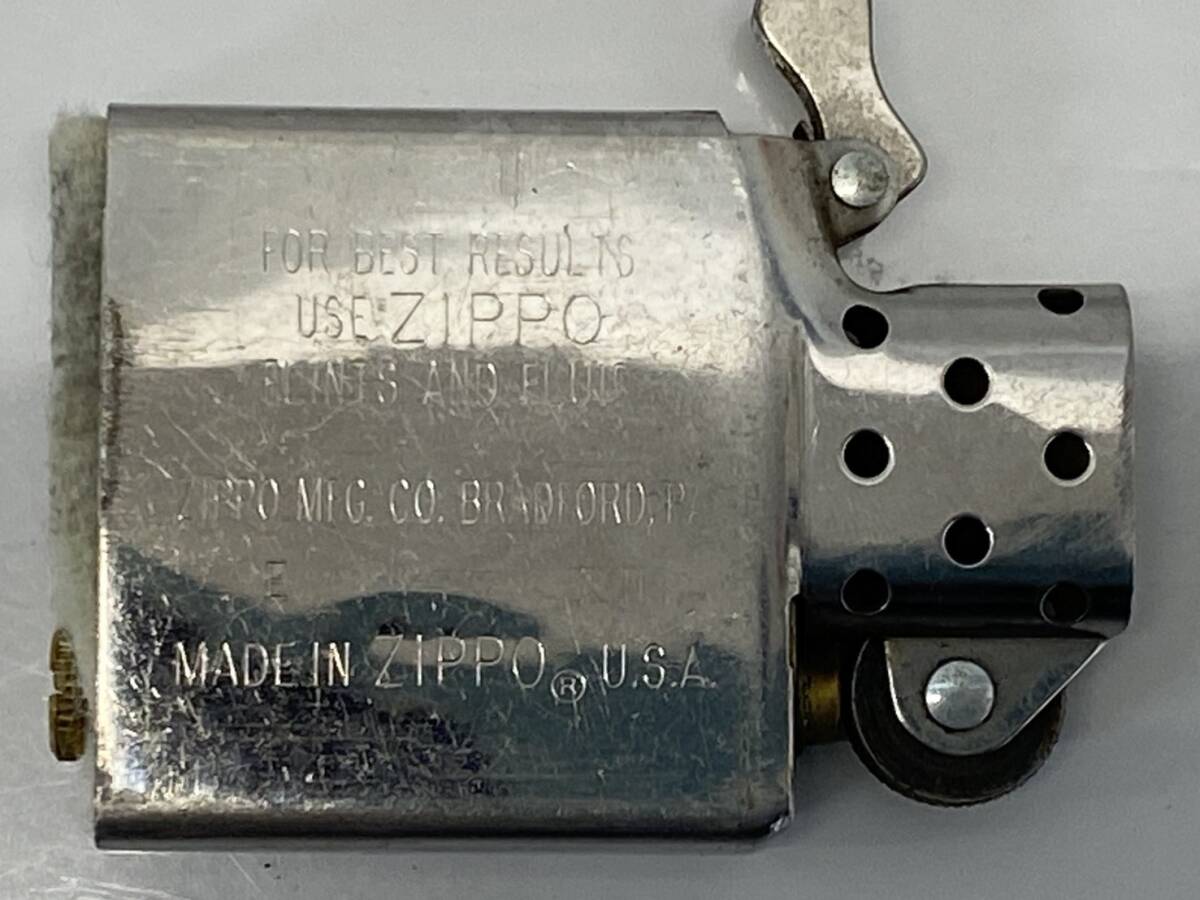 FOR BEST RESULTS
USE ZIPPO
FLINTS AND FLUID
ZIPPO MFG. CO. BRADFORD, PA
E
MADE IN ZIPPO® U.S.A.